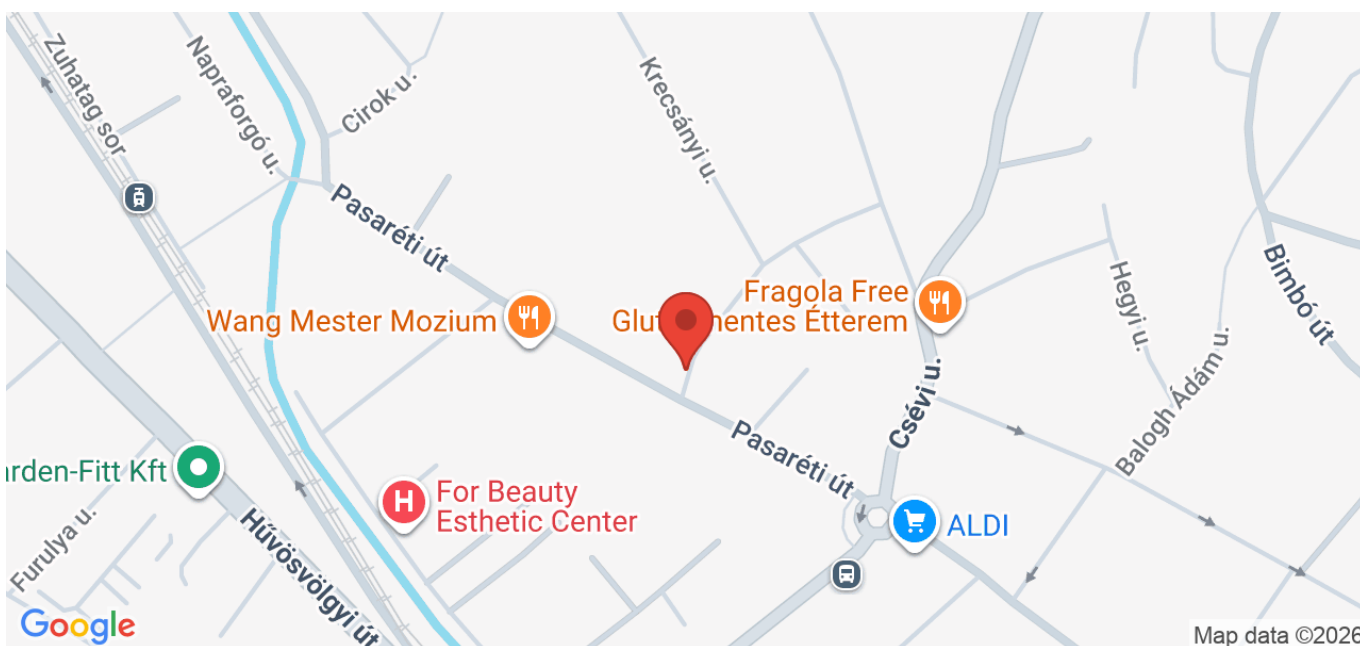 Zuhatag sor
Napraforgó u.
Cirok u.
Krecsányi u.
Pasaréti út
Wang Mester Mozium
Fragola Free
Étterem
Hegyi u.
Bimbó út
Balogh Ádám u.
Csévi u.
Pasaréti út
arden-Fitt Kft
H
For Beauty
Esthetic Center
ALDI
Furulya u.
Hűvösvölgyi út
Google
Map data ©2026